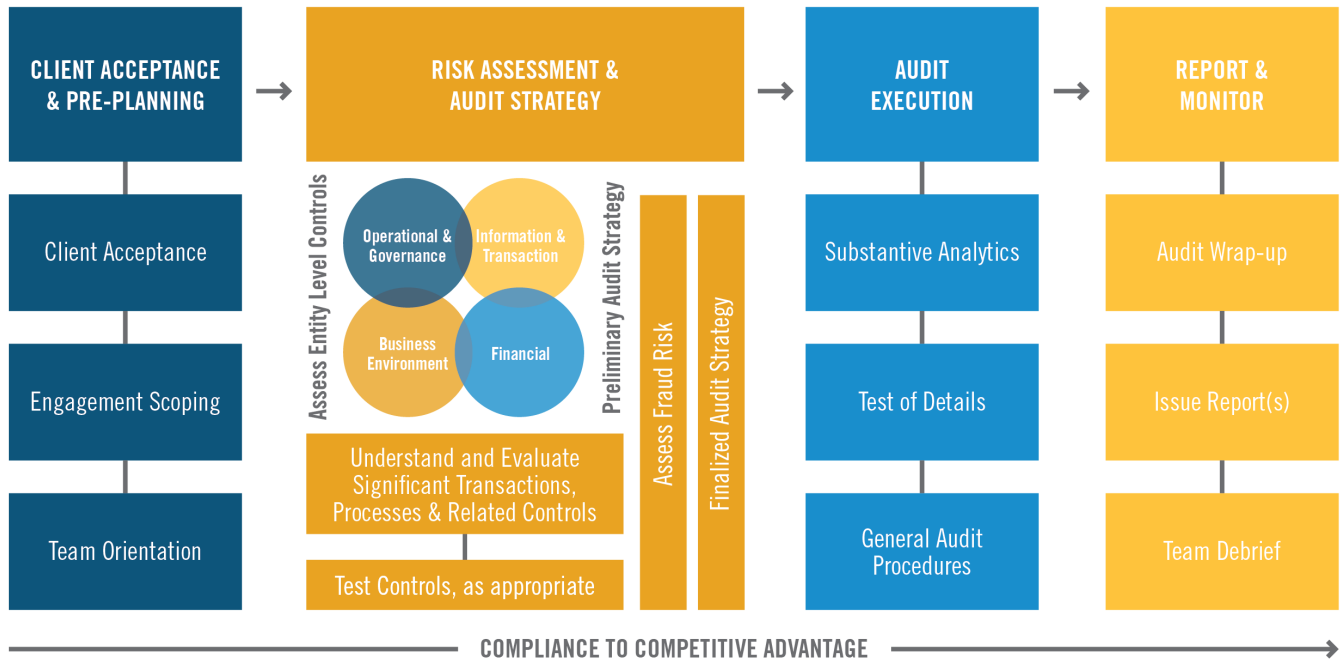 CLIENT ACCEPTANCE
& PRE-PLANNING
Client Acceptance
Engagement Scoping
Team Orientation
RISK ASSESSMENT &
AUDIT STRATEGY
Assess Entity Level Controls
Operational &
Governance
Information &
Transaction
Business
Environment
Financial
Preliminary Audit Strategy
Understand and Evaluate
Significant Transactions,
Processes & Related Controls
Test Controls, as appropriate
Assess Fraud Risk
Finalized Audit Strategy
AUDIT
EXECUTION
Substantive Analytics
Test of Details
General Audit
Procedures
REPORT &
MONITOR
Audit Wrap-up
Issue Report(s)
Team Debrief
COMPLIANCE TO COMPETITIVE ADVANTAGE